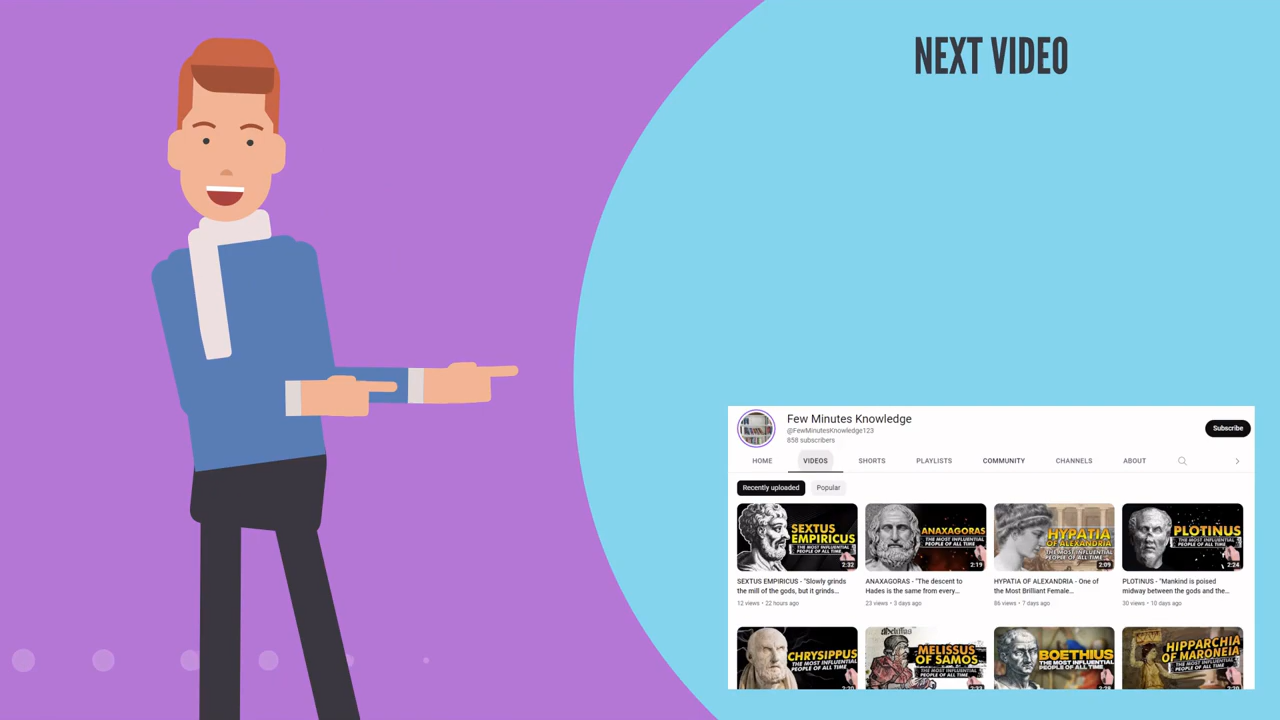 NEXT VIDEO
Few Minutes Knowledge
@FewMinutesKnowledge123
858 subscribers
Subscribe
HOME VIDEOS SHORTS PLAYLISTS COMMUNITY CHANNELS ABOUT
Recently uploaded Popular
SEXTUS
EMPIRICUS
THE MOST INFLUENTIAL
PEOPLE OF ALL TIME
2:32
ANAXAGORAS
THE MOST INFLUENTIAL
PEOPLE OF ALL TIME
2:19
HYPATIA
OF ALEXANDRIA
THE MOST INFLUENTIAL
PEOPLE OF ALL TIME
2:09
PLOTINUS
THE MOST INFLUENTIAL
PEOPLE OF ALL TIME
2:24
SEXTUS EMPIRICUS - "Slowly grinds
the mill of the gods, but it grinds...
12 views • 22 hours ago
ANAXAGORAS - "The descent to
Hades is the same from every...
23 views • 3 days ago
HYPATIA OF ALEXANDRIA - One of
the Most Brilliant Female...
86 views • 7 days ago
PLOTINUS - "Mankind is poised
midway between the gods and the...
30 views • 10 days ago
CHRYSIPPUS
THE MOST INFLUENTIAL
PEOPLE OF ALL TIME
MELISSUS
OF SAMOS
THE MOST INFLUENTIAL
PEOPLE OF ALL TIME
BOETHIUS
THE MOST INFLUENTIAL
PEOPLE OF ALL TIME
HIPPARCHIA
OF MARONEIA
THE MOST INFLUENTIAL
PEOPLE OF ALL TIME